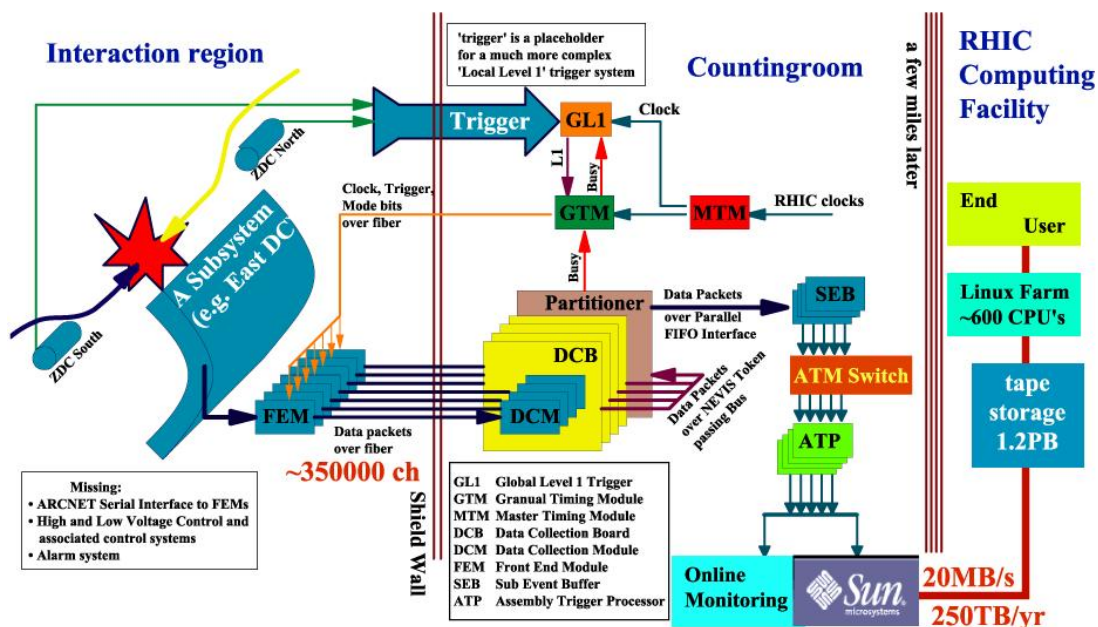 Interaction region
'trigger' is a placeholder
for a much more complex
'Local Level 1' trigger system
Countingroom
a few miles later
RHIC
Computing
Facility
ZDC North
Trigger
GL1
Clock
L1
Busy
Clock, Trigger,
Mode bits
over fiber
GTM
MTM
RHIC clocks
End
User
A Subsystem
(e.g. East DC)
Busy
ZDC South
Partitioner
Data Packets
over Parallel
FIFO Interface
SEB
Linux Farm
~600 CPU's
DCB
ATM Switch
FEM
DCM
Data Packets
over NEVIS Token
passing Bus
tape
storage
1.2PB
Data packets
over fiber
~350000 ch
ATP
Missing:
• ARCNET Serial Interface to FEMs
• High and Low Voltage Control and
associated control systems
• Alarm system
Shield Wall
GL1 Global Level 1 Trigger
GTM Granual Timing Module
MTM Master Timing Module
DCB Data Collection Board
DCM Data Collection Module
FEM Front End Module
SEB Sub Event Buffer
ATP Assembly Trigger Processor
Online
Monitoring
Sun
microsystems
20MB/s
250TB/yr